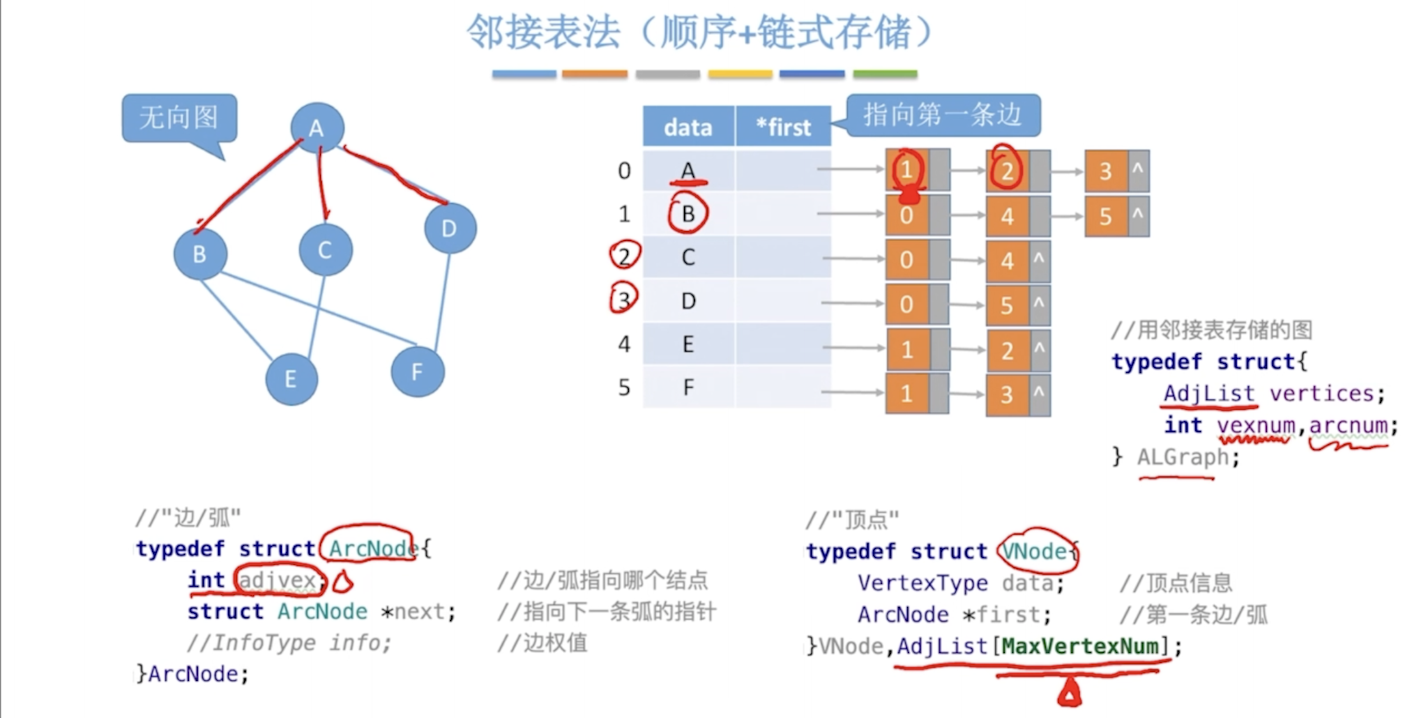 邻接表法（顺序+链式存储）
无向图
A
B
C
D
E
F
data *first
指向第一条边
0 A 1 2 3 ^
1 B 0 4 5 ^
2 C 0 4 ^
3 D 0 5 ^
4 E 1 2 ^
5 F 1 3 ^
//用邻接表存储的图
typedef struct{
AdjList vertices;
int vexnum,arcnum;
} ALGraph;
//"边/弧"
typedef struct ArcNode{
int adjvex; //边/弧指向哪个结点
struct ArcNode *next; //指向下一条弧的指针
//InfoType info; //边权值
}ArcNode;
//"顶点"
typedef struct VNode{
VertexType data; //顶点信息
ArcNode *first; //第一条边/弧
}VNode,AdjList[MaxVertexNum];